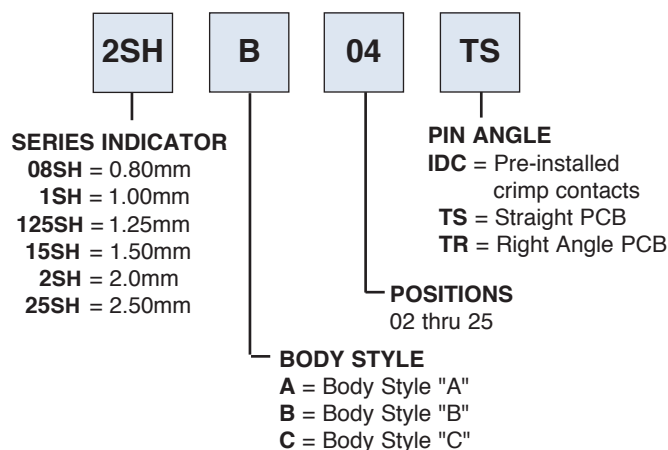 2SH B 04 TS
SERIES INDICATOR
08SH = 0.80mm
1SH = 1.00mm
125SH = 1.25mm
15SH = 1.50mm
2SH = 2.0mm
25SH = 2.50mm
PIN ANGLE
IDC = Pre-installed
crimp contacts
TS = Straight PCB
TR = Right Angle PCB
POSITIONS
02 thru 25
BODY STYLE
A = Body Style "A"
B = Body Style "B"
C = Body Style "C"